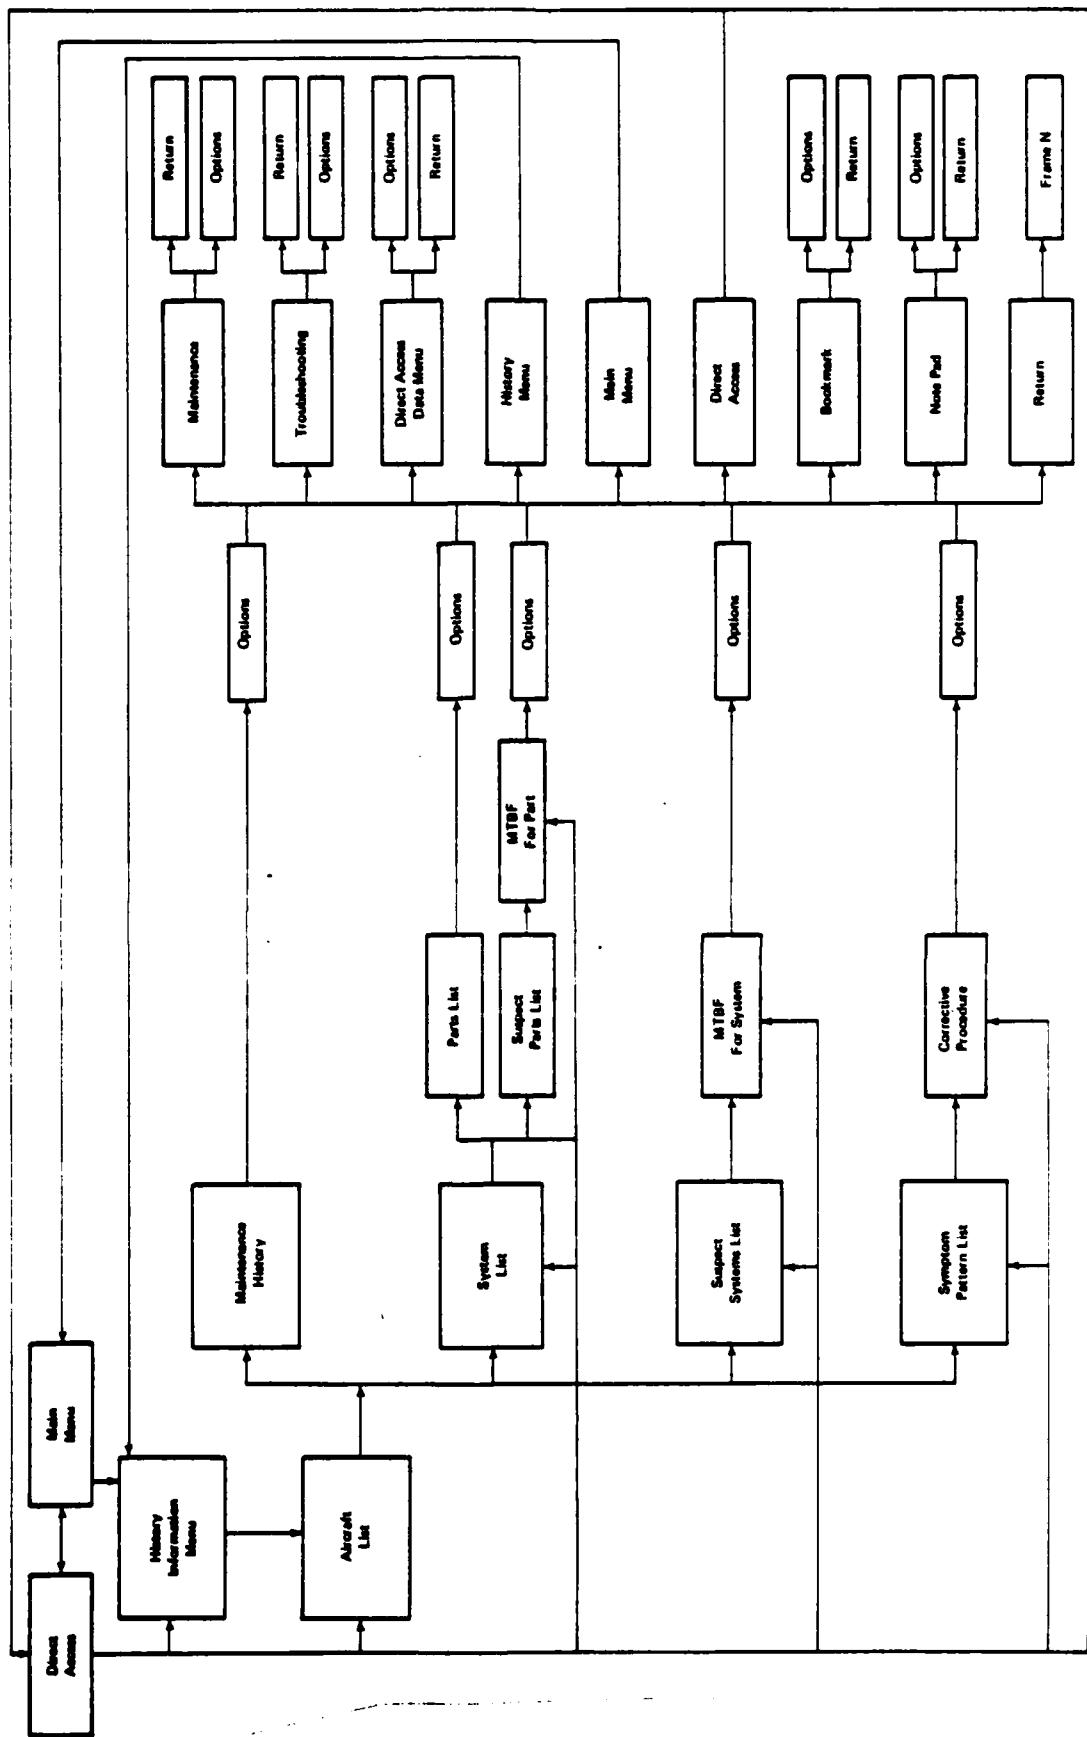 Direct
Access
Main
Menu
History
Information
Menu
Aircraft
List
Maintenance
History
System
List
Suspect
Systems List
Symptom
Pattern List
Parts List
Suspect
Parts List
MTBF
For System
Corrective
Procedure
MTBF
For Part
Options
Options
Options
Options
Options
Maintenance
Troubleshooting
Direct Access
Data Menu
History
Menu
Main
Menu
Direct
Access
Bookmark
Note Pad
Return
Return
Options
Return
Options
Options
Return
Options
Return
Options
Return
Frame N